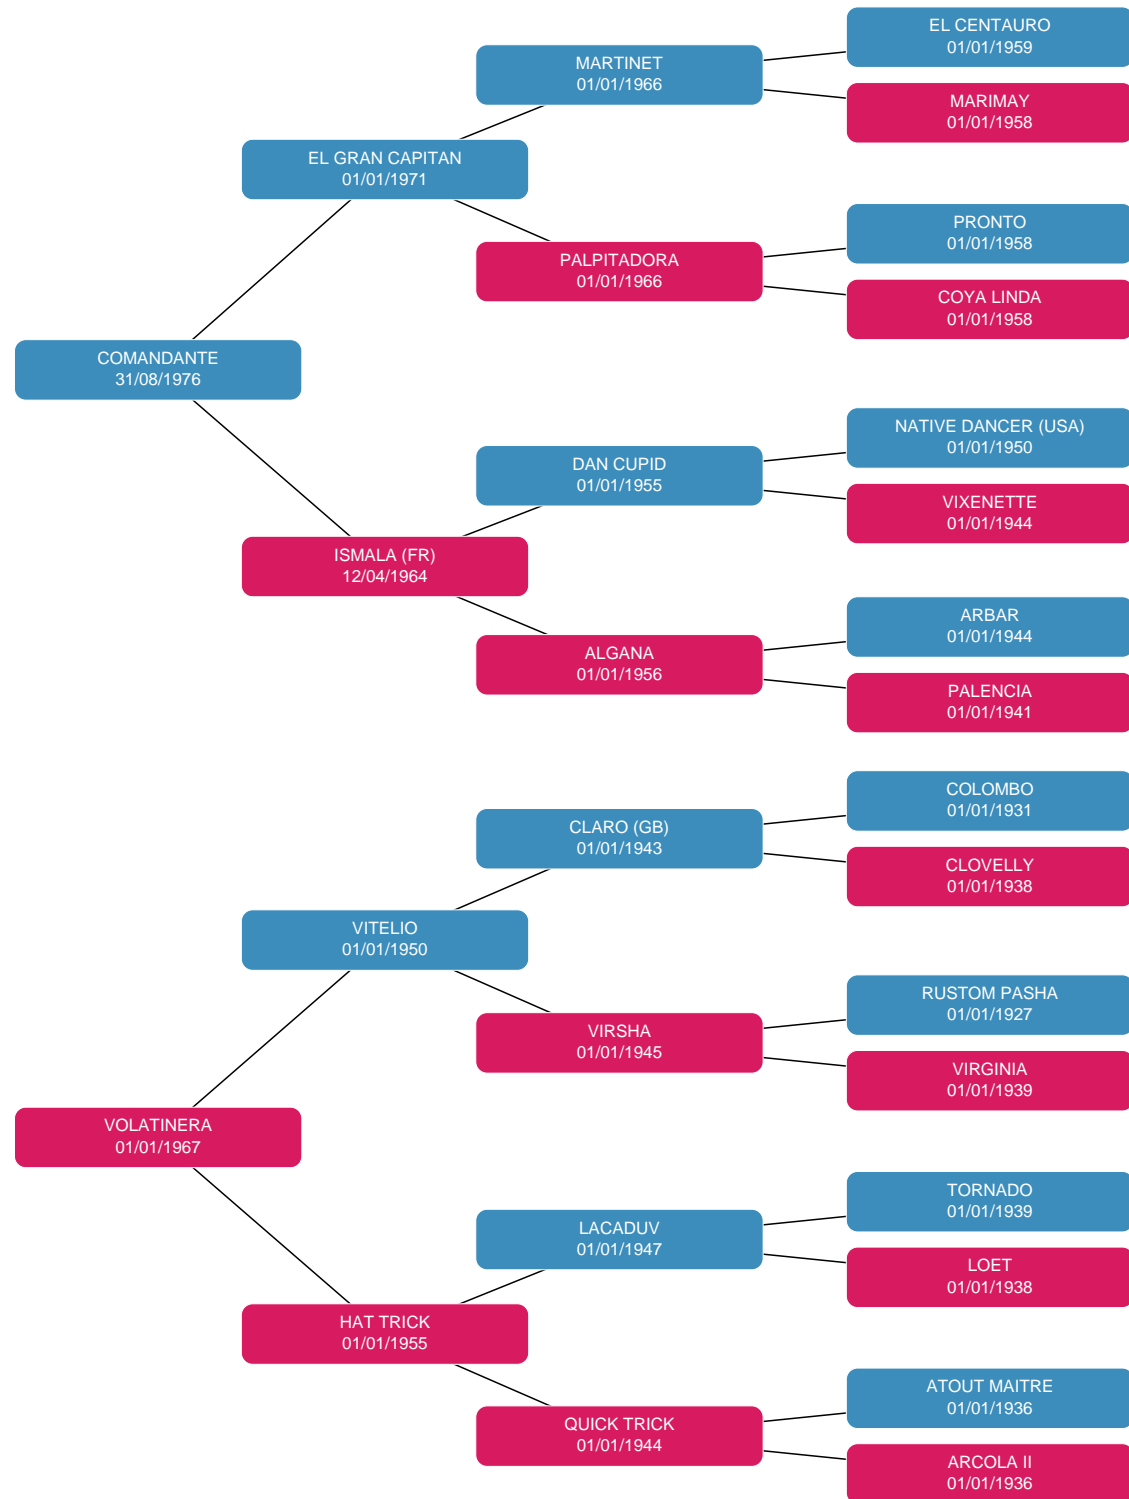 EL CENTAURO
01/01/1959
MARTINET
01/01/1966
MARIMAY
01/01/1958
EL GRAN CAPITAN
01/01/1971
PRONTO
01/01/1958
PALPITADORA
01/01/1966
COYA LINDA
01/01/1958
COMANDANTE
31/08/1976
NATIVE DANCER (USA)
01/01/1950
DAN CUPID
01/01/1955
VIXENETTE
01/01/1944
ISMALA (FR)
12/04/1964
ARBAR
01/01/1944
ALGANA
01/01/1956
PALENCIA
01/01/1941
COLOMBO
01/01/1931
CLARO (GB)
01/01/1943
CLOVELLY
01/01/1938
VITELIO
01/01/1950
RUSTOM PASHA
01/01/1927
VIRSHA
01/01/1945
VIRGINIA
01/01/1939
VOLATINERA
01/01/1967
TORNADO
01/01/1939
LACADUV
01/01/1947
LOET
01/01/1938
HAT TRICK
01/01/1955
ATOUT MAITRE
01/01/1936
QUICK TRICK
01/01/1944
ARCOLA II
01/01/1936